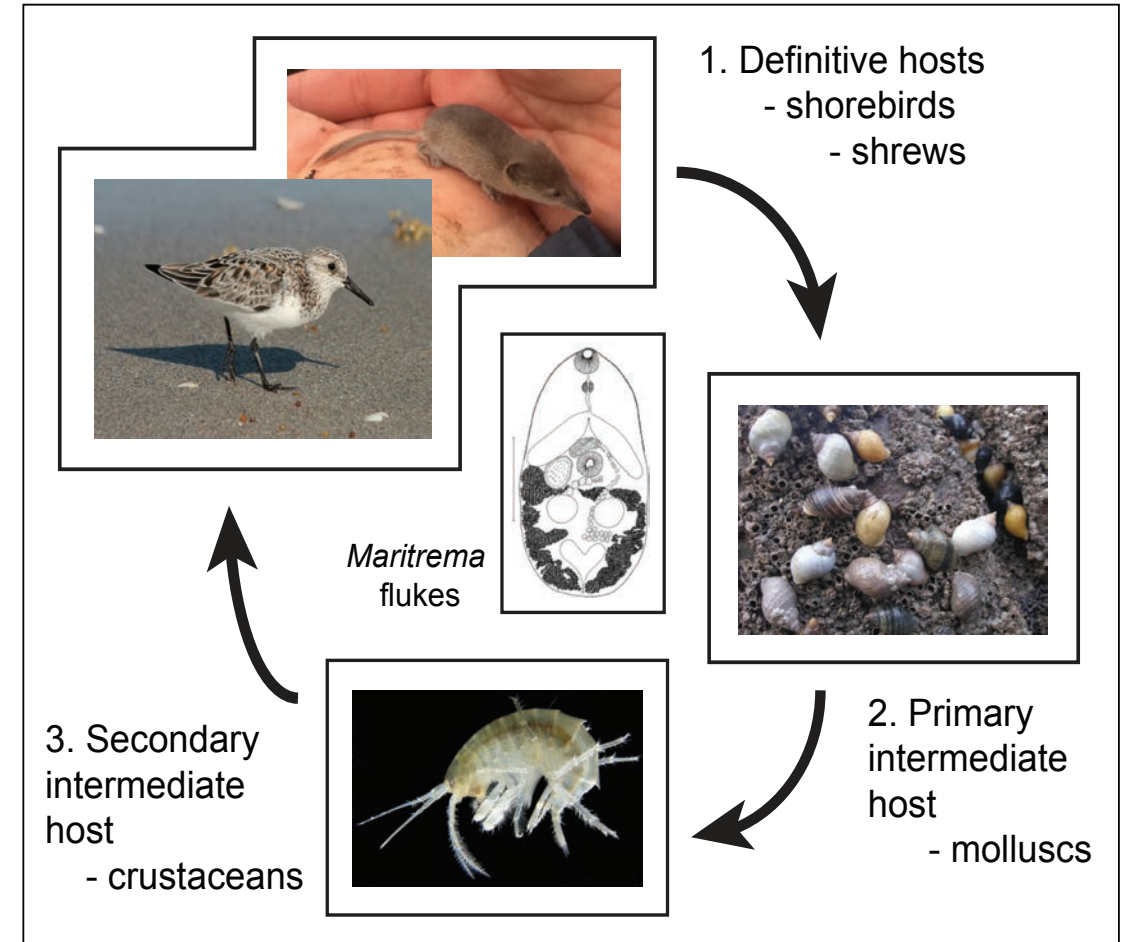 1. Definitive hosts
- shorebirds
- shrews
Maritrema
flukes
2. Primary
intermediate
host
- molluscs
3. Secondary
intermediate
host
- crustaceans